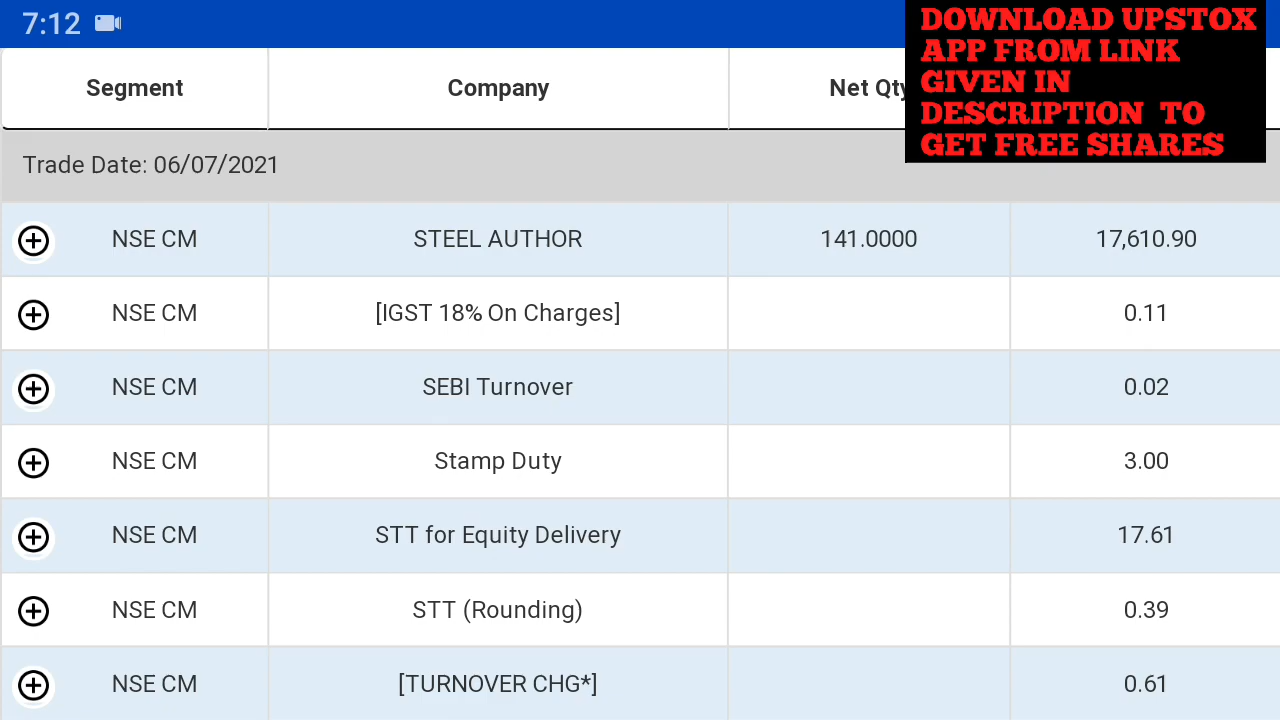 7:12
DOWNLOAD UPSTOX
APP FROM LINK
GIVEN IN
DESCRIPTION TO
GET FREE SHARES
Segment Company Net Qty
Trade Date: 06/07/2021
NSE CM STEEL AUTHOR 141.0000 17,610.90
NSE CM [IGST 18% On Charges] 0.11
NSE CM SEBI Turnover 0.02
NSE CM Stamp Duty 3.00
NSE CM STT for Equity Delivery 17.61
NSE CM STT (Rounding) 0.39
NSE CM [TURNOVER CHG*] 0.61